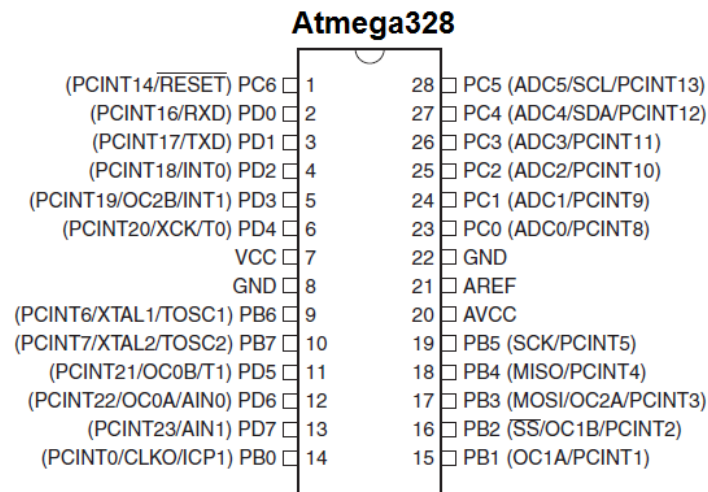 Atmega328
(PCINT14/RESET) PC6 1 28 PC5 (ADC5/SCL/PCINT13)
(PCINT16/RXD) PD0 2 27 PC4 (ADC4/SDA/PCINT12)
(PCINT17/TXD) PD1 3 26 PC3 (ADC3/PCINT11)
(PCINT18/INT0) PD2 4 25 PC2 (ADC2/PCINT10)
(PCINT19/OC2B/INT1) PD3 5 24 PC1 (ADC1/PCINT9)
(PCINT20/XCK/T0) PD4 6 23 PC0 (ADC0/PCINT8)
VCC 7 22 GND
GND 8 21 AREF
(PCINT6/XTAL1/TOSC1) PB6 9 20 AVCC
(PCINT7/XTAL2/TOSC2) PB7 10 19 PB5 (SCK/PCINT5)
(PCINT21/OC0B/T1) PD5 11 18 PB4 (MISO/PCINT4)
(PCINT22/OC0A/AIN0) PD6 12 17 PB3 (MOSI/OC2A/PCINT3)
(PCINT23/AIN1) PD7 13 16 PB2 (SS/OC1B/PCINT2)
(PCINT0/CLKO/ICP1) PB0 14 15 PB1 (OC1A/PCINT1)